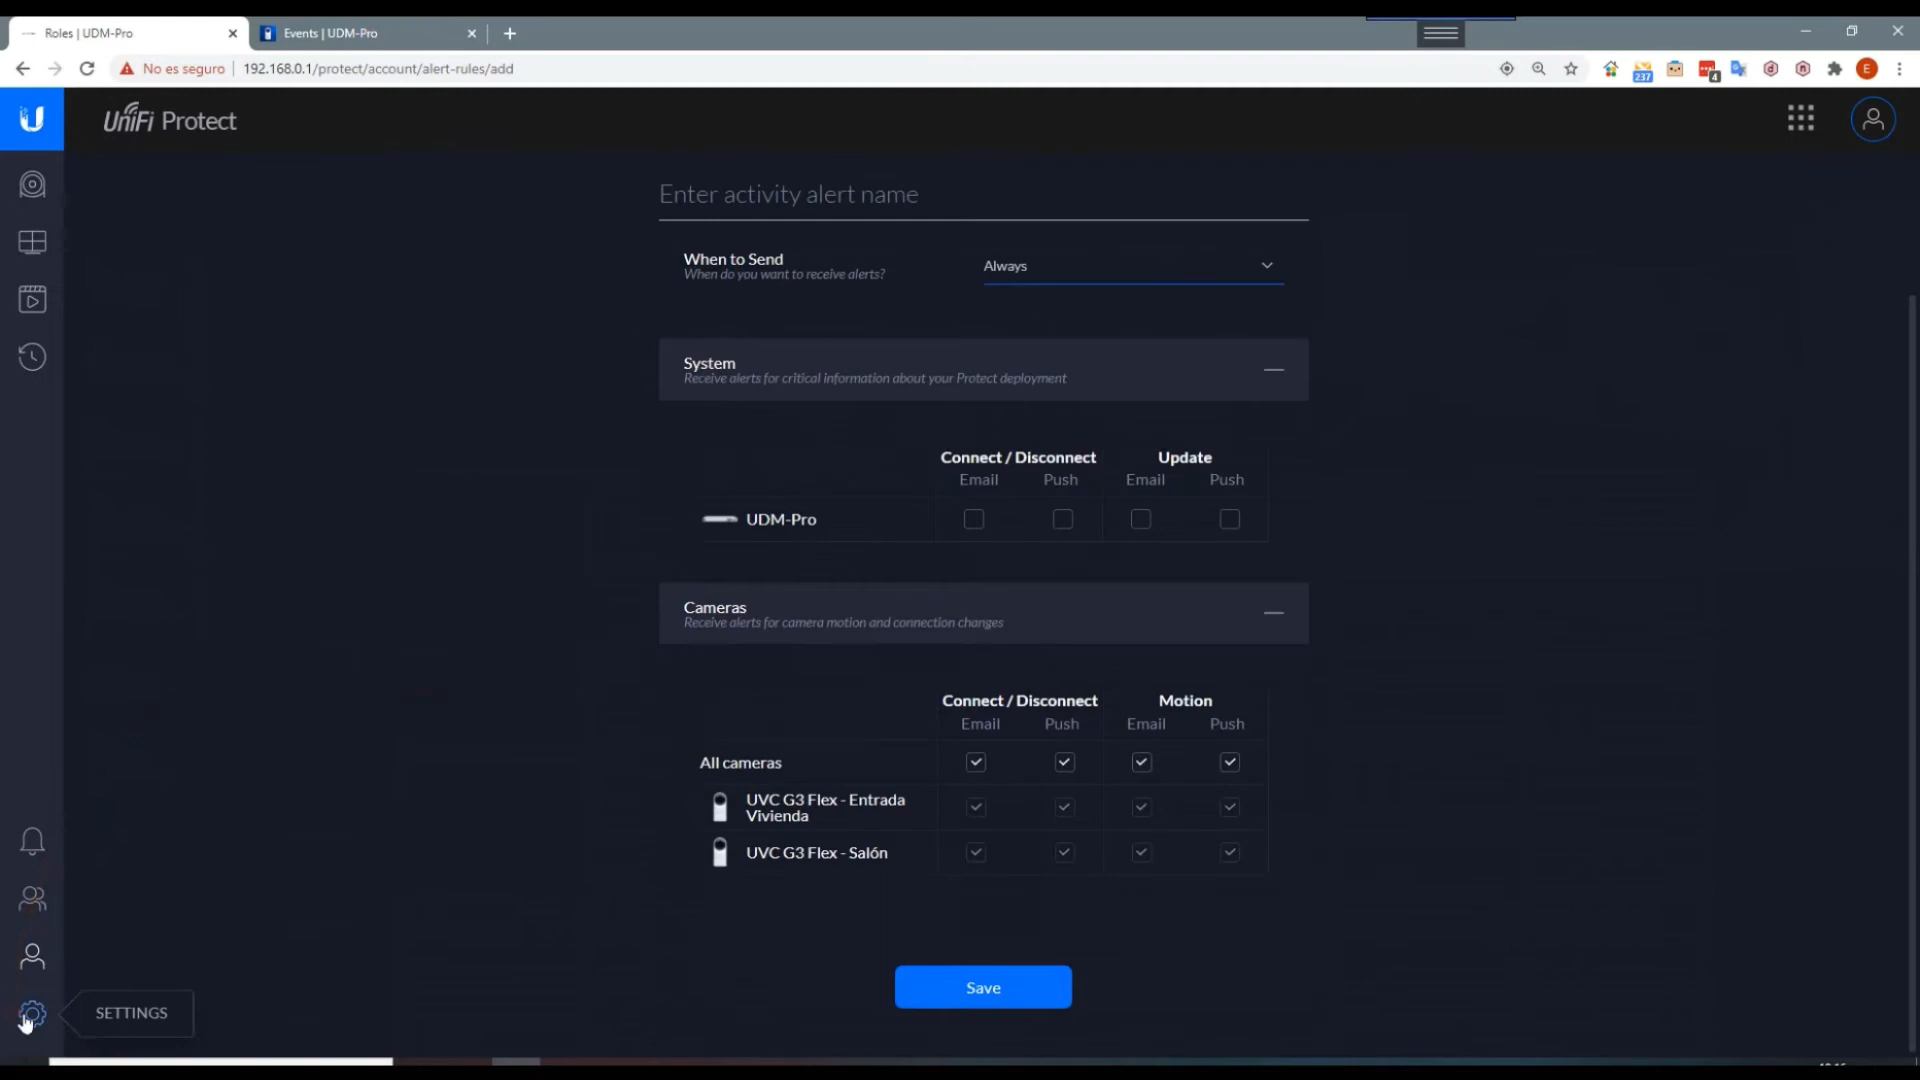 Roles | UDM-Pro
Events | UDM-Pro
No es seguro
192.168.0.1/protect/account/alert-rules/add
237
4
E
UniFi Protect
Enter activity alert name
When to Send
When do you want to receive alerts?
Always
System
Receive alerts for critical information about your Protect deployment
Connect / Disconnect
Update
Email
Push
Email
Push
UDM-Pro
Cameras
Receive alerts for camera motion and connection changes
Connect / Disconnect
Motion
Email
Push
Email
Push
All cameras
UVC G3 Flex - Entrada
Vivienda
UVC G3 Flex - Salón
Save
SETTINGS